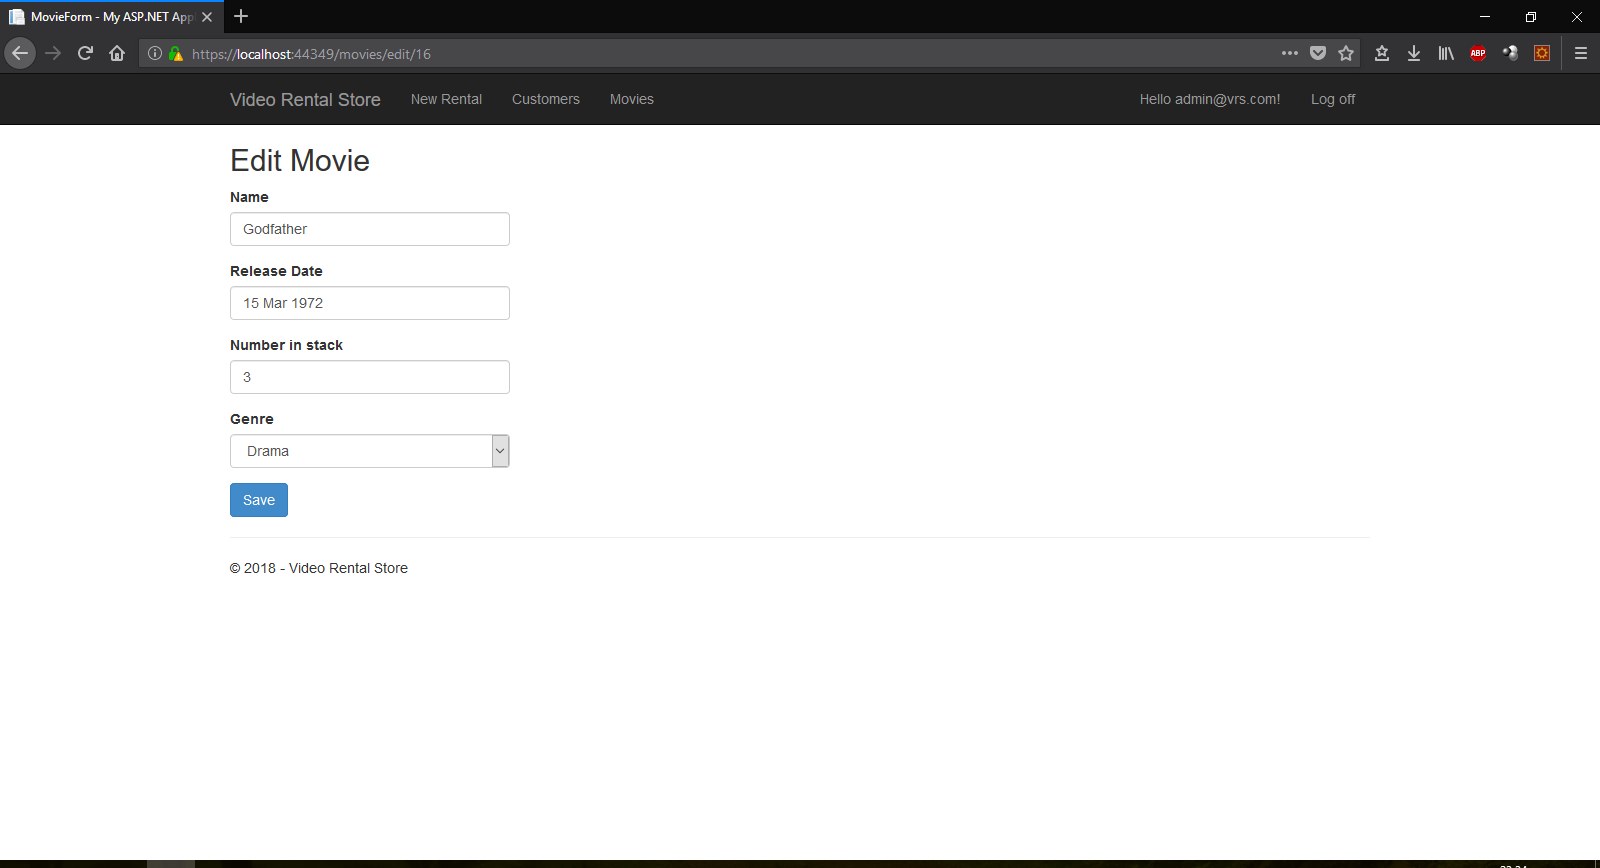 MovieForm - My ASP.NET App
https://localhost:44349/movies/edit/16
ABP
Video Rental Store New Rental Customers Movies Hello admin@vrs.com! Log off
Edit Movie
Name
Godfather
Release Date
15 Mar 1972
Number in stack
3
Genre
Drama
Save
© 2018 - Video Rental Store